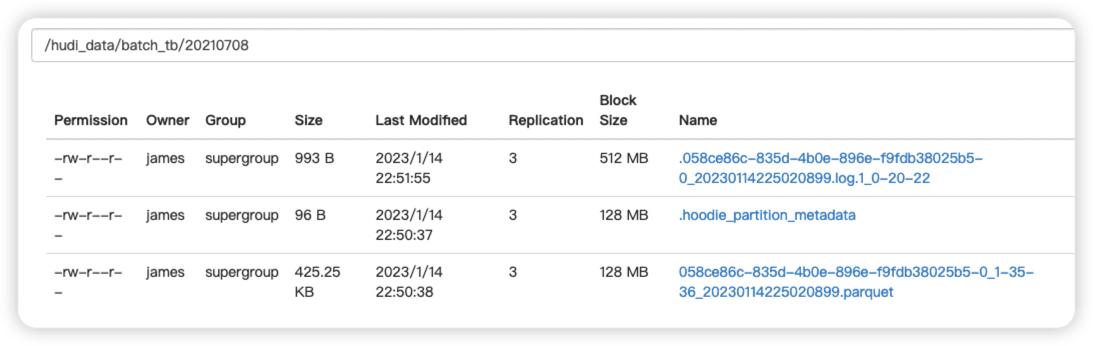 /hudi_data/batch_tb/20210708
Block
Permission Owner Group Size Last Modified Replication Size Name
-rw-r--r- james supergroup 993 B 2023/1/14 3 512 MB .058ce86c-835d-4b0e-896e-f9fdb38025b5-
- 22:51:55 0_20230114225020899.log.1_0-20-22
-rw-r--r- james supergroup 96 B 2023/1/14 3 128 MB .hoodie_partition_metadata
- 22:50:37
-rw-r--r- james supergroup 425.25 2023/1/14 3 128 MB 058ce86c-835d-4b0e-896e-f9fdb38025b5-0_1-35-
- KB 22:50:38 36_20230114225020899.parquet